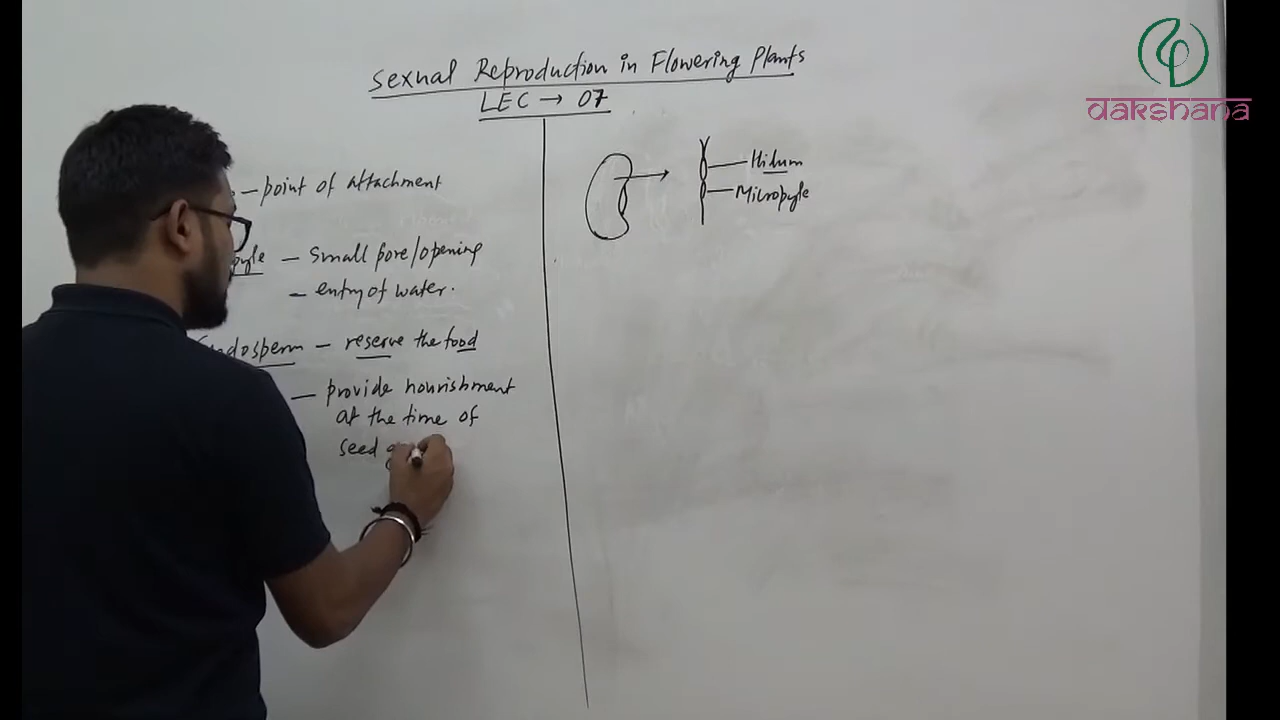 Sexual Reproduction in Flowering Plants
LEC → 07
— point of attachment
pyle — small pore/opening
— entry of water.
Endosperm — reserve the food
— provide nourishment
at the time of
seed g
Hilum
Micropyle
dakshana